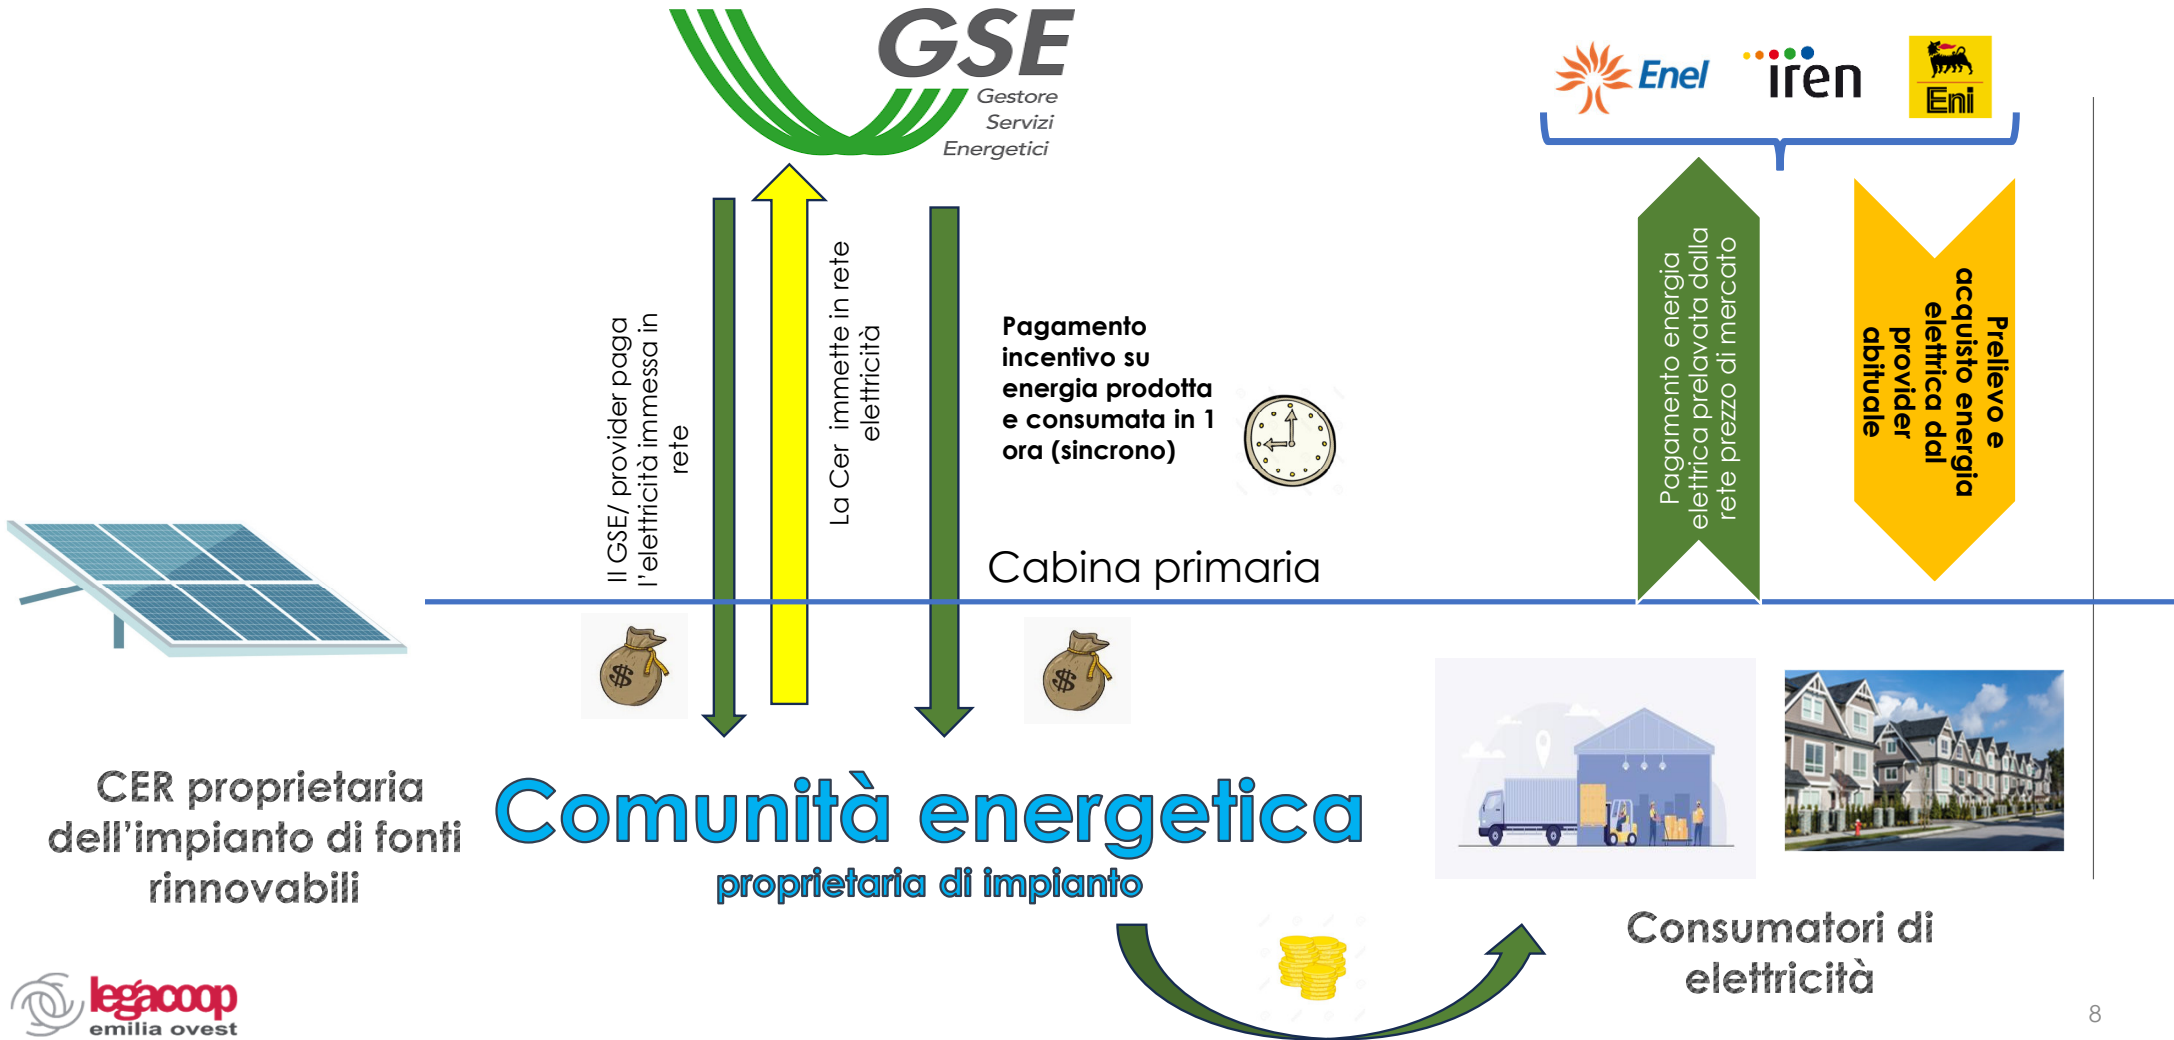 GSE
Gestore
Servizi
Energetici
Enel
iren
Eni
Il GSE/ provider paga
l'elettricità immessa in
rete
La Cer immette in rete
elettricità
Pagamento
incentivo su
energia prodotta
e consumata in 1
ora (sincrono)
Pagamento energia
elettrica prelavata dalla
rete prezzo di mercato
Prelievo e
acquisto energia
elettrica dal
provider
abituale
Cabina primaria
$
$
CER proprietaria
dell'impianto di fonti
rinnovabili
Comunità energetica
proprietaria di impianto
Consumatori di
elettricità
legacoop
emilia ovest
8